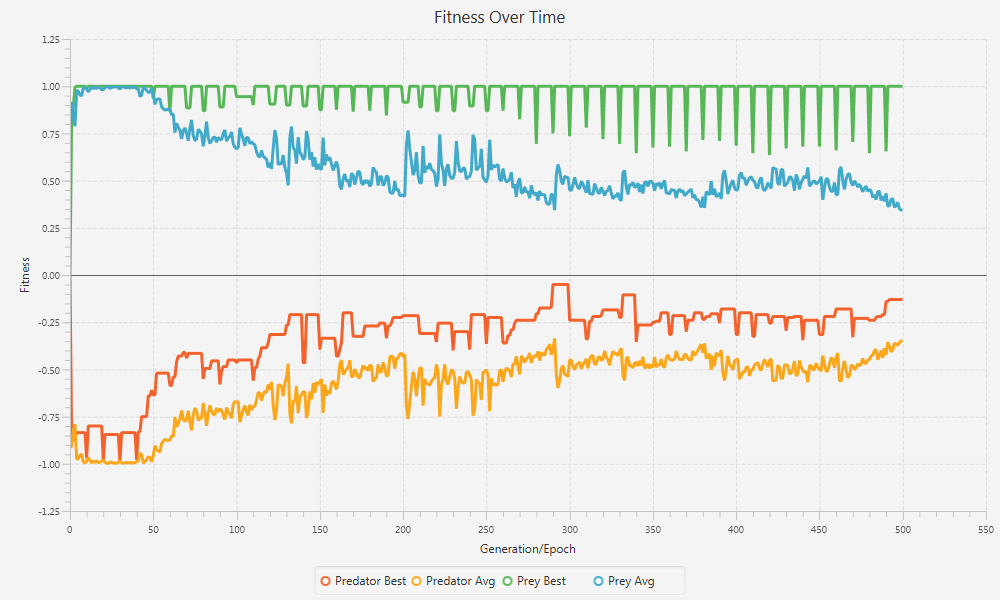 Fitness Over Time
1.25
1.00
0.75
0.50
0.25
0.00
-0.25
-0.50
-0.75
-1.00
-1.25
Fitness
0 50 100 150 200 250 300 350 400 450 500 550
Generation/Epoch
Predator Best Predator Avg Prey Best Prey Avg